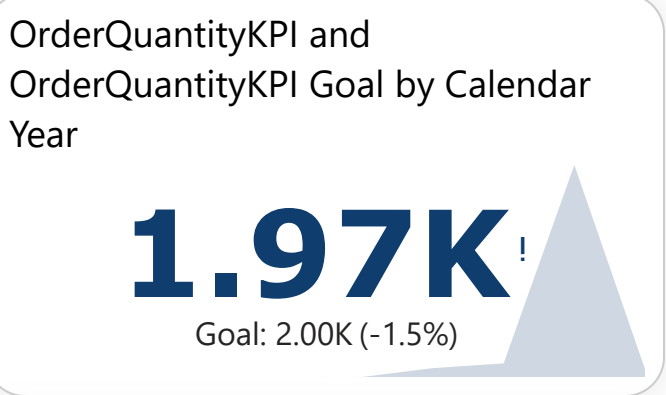 OrderQuantityKPI and
OrderQuantityKPI Goal by Calendar
Year
1.97K!
Goal: 2.00K (-1.5%)